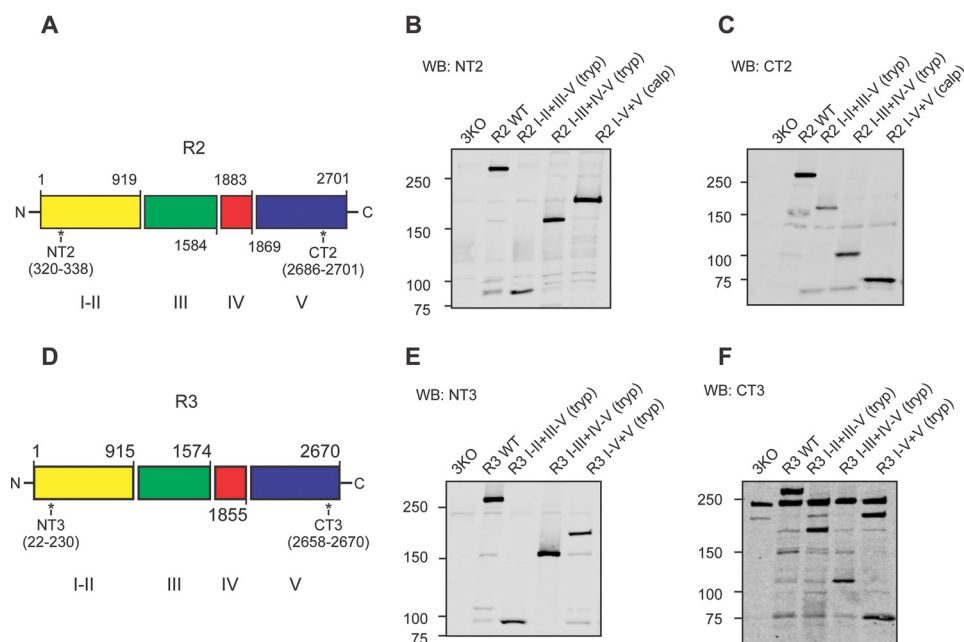 A
R2
1 919 1883 2701
N C
1584 1869
* *
NT2 CT2
(320-338) (2686-2701)
I-II III IV V
B
WB: NT2
3KO
R2 WT
R2 I-II+III-V (tryp)
R2 I-III+IV-V (tryp)
R2 I-V+V (calp)
250
150
100
75
C
WB: CT2
3KO
R2 WT
R2 I-II+III-V (tryp)
R2 I-III+IV-V (tryp)
R2 I-V+V (calp)
250
150
100
75
D
R3
1 915 1574 2670
N C
1855
* *
NT3 CT3
(22-230) (2658-2670)
I-II III IV V
E
WB: NT3
3KO
R3 WT
R3 I-II+III-V (tryp)
R3 I-III+IV-V (tryp)
R3 I-V+V (tryp)
250
150
100
75
F
WB: CT3
3KO
R3 WT
R3 I-II+III-V (tryp)
R3 I-III+IV-V (tryp)
R3 I-V+V (tryp)
250
150
100
75